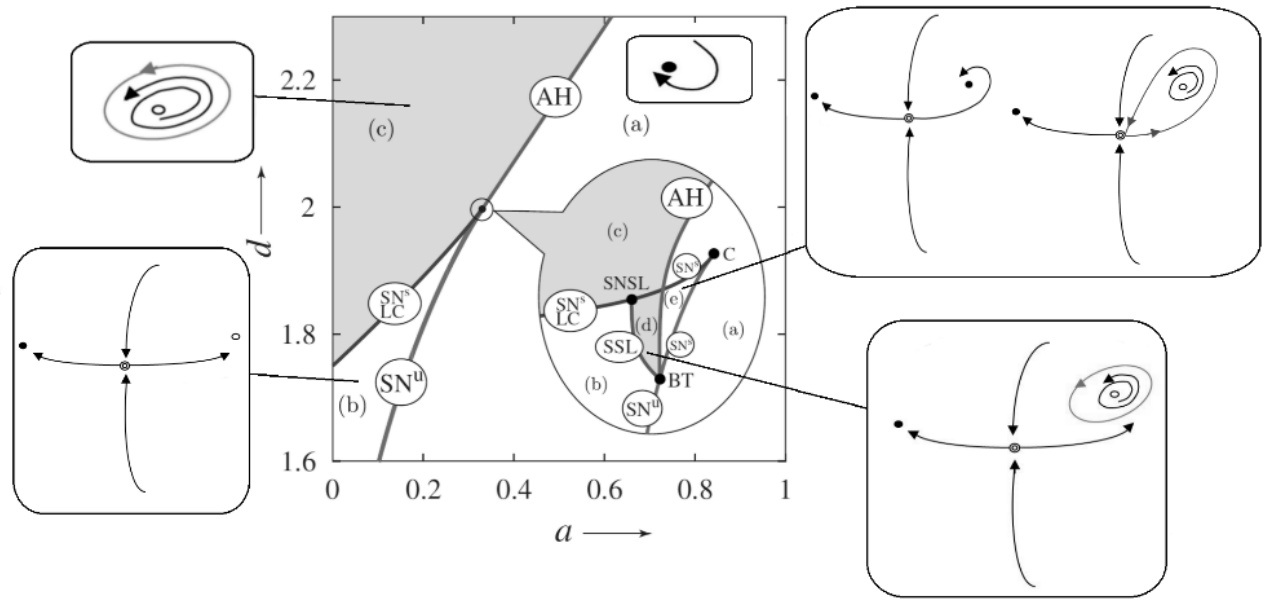 2.2
2
1.8
1.6
0
0.2
0.4
0.6
0.8
1
d
a
(c)
AH
(a)
SNˢ
LC
(b)
SNᵘ
AH
(c)
C
SNˢ
SNSL
(e)
SNˢ
LC
(d)
(a)
SSL
SNˢ
(b)
BT
SNᵘ